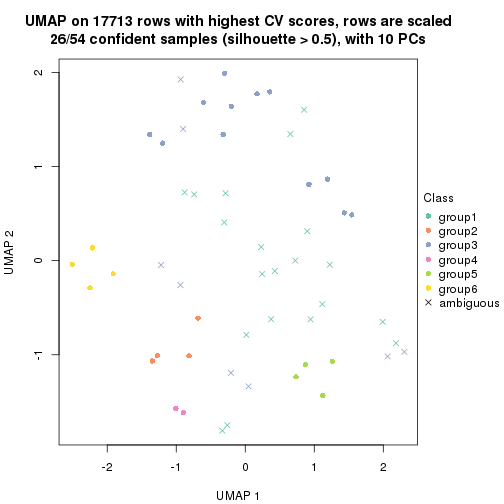 UMAP on 17713 rows with highest CV scores, rows are scaled
26/54 confident samples (silhouette > 0.5), with 10 PCs
2
1
0
-1
UMAP 2
-2
-1
0
1
2
UMAP 1
Class
group1
group2
group3
group4
group5
group6
ambiguous